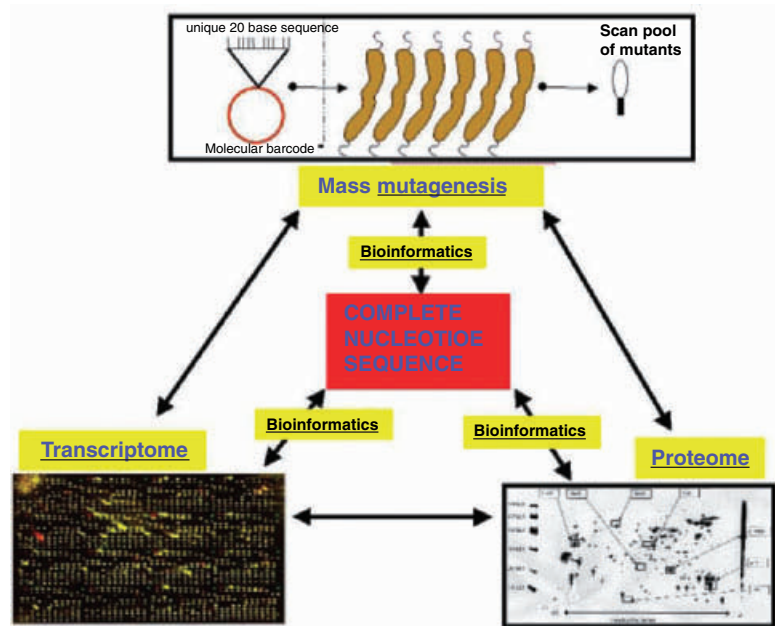 unique 20 base sequence
Scan pool
of mutants
Molecular barcode
Mass mutagenesis
Bioinformatics
COMPLETE
NUCLEOTIOE
SEQUENCE
Bioinformatics
Bioinformatics
Transcriptome
Proteome